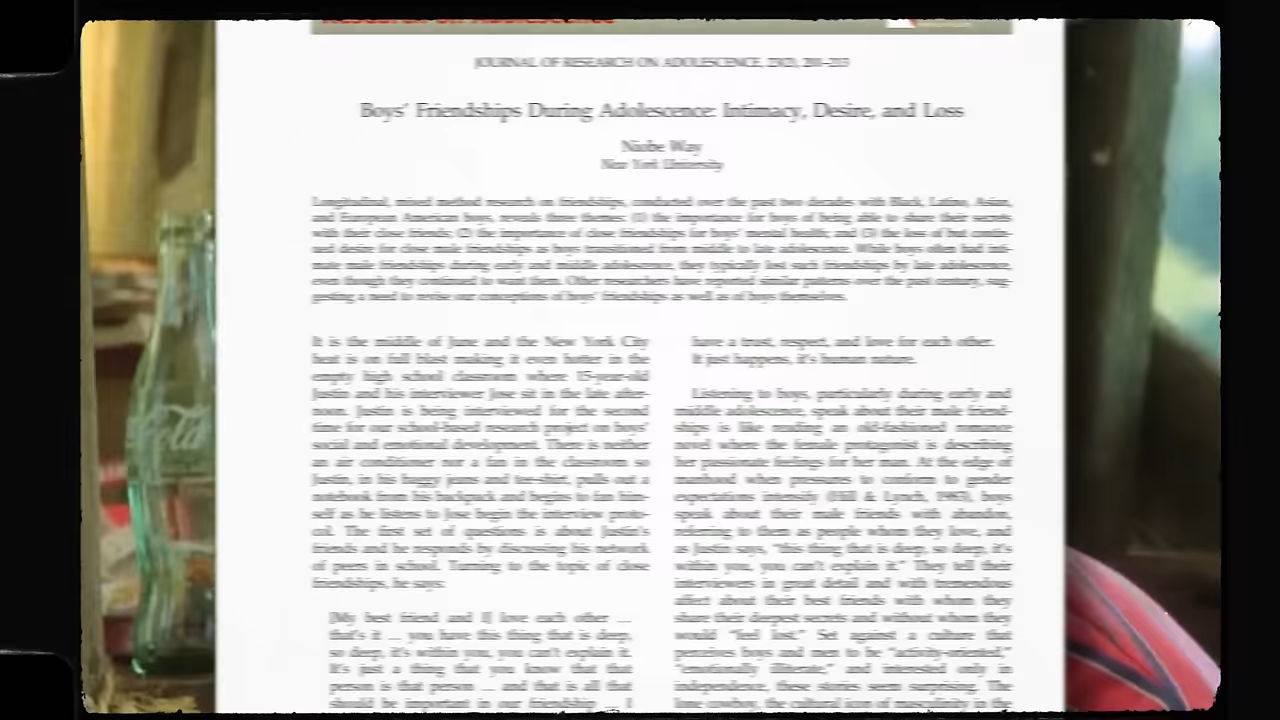 Research on Adolescence
JOURNAL OF RESEARCH ON ADOLESCENCE,
Boys' Friendships During Adolescence: Intimacy, Desire, and Loss
Niobe Way
New York University
Longitudinal, mixed method research on friendships, conducted over the past two decades with Black, Latino, Asian,
and European American boys, reveals three themes: (1) the importance for boys of being able to share their secrets
with their close friends; (2) the importance of close friendships for boys' mental health; and (3) the loss of but contin-
ued desire for close male friendships as boys transitioned from middle to late adolescence. While boys often had inti-
mate male friendships during early and middle adolescence, they typically lost such friendships by late adolescence,
even though they continued to want them. Other researchers have reported similar patterns over the past century, sug-
gesting a need to revise our conceptions of boys' friendships as well as of boys themselves.
It is the middle of June and the New York City
heat is on full blast making it even hotter in the
empty high school classroom where 15-year-old
Justin and his interviewer Jose sit in the late after-
noon. Justin is being interviewed for the second
time for our school-based research project on boys'
social and emotional development. There is neither
an air conditioner nor a fan in the classroom so
Justin, in his baggy jeans and tee-shirt, pulls out a
notebook from his backpack and begins to fan him-
self as he listens to Jose begin the interview proto-
col. The first set of questions is about Justin's
friends and he responds by discussing his network
of peers in school. Turning to the topic of close
friendships, he says:
[My best friend and I] love each other ...
that's it ... you have this thing that is deep,
so deep, it's within you, you can't explain it.
It's just a thing that you know that that
person is that person ... and that is all that
should be important in our friendship ... I
have a trust, respect, and love for each other.
It just happens, it's human nature.
Listening to boys, particularly during early and
middle adolescence, speak about their male friend-
ships is like reading an old-fashioned romance
novel where the female protagonist is describing
her passionate feelings for her man. At the edge of
manhood when pressures to conform to gender
expectations intensify (Hill & Lynch, 1983), boys
speak about their male friends with abandon,
referring to them as people whom they love, and
as Justin says, "this thing that is deep, so deep, it's
within you, you can't explain it." They tell their
interviewers in great detail and with tremendous
affect about their best friends with whom they
share their deepest secrets and without whom they
would "feel lost." Set against a culture that
perceives boys and men to be "activity-oriented,"
"emotionally illiterate," and interested only in
independence, these stories seem surprising. The
lone cowboy, the cultural icon of masculinity in the